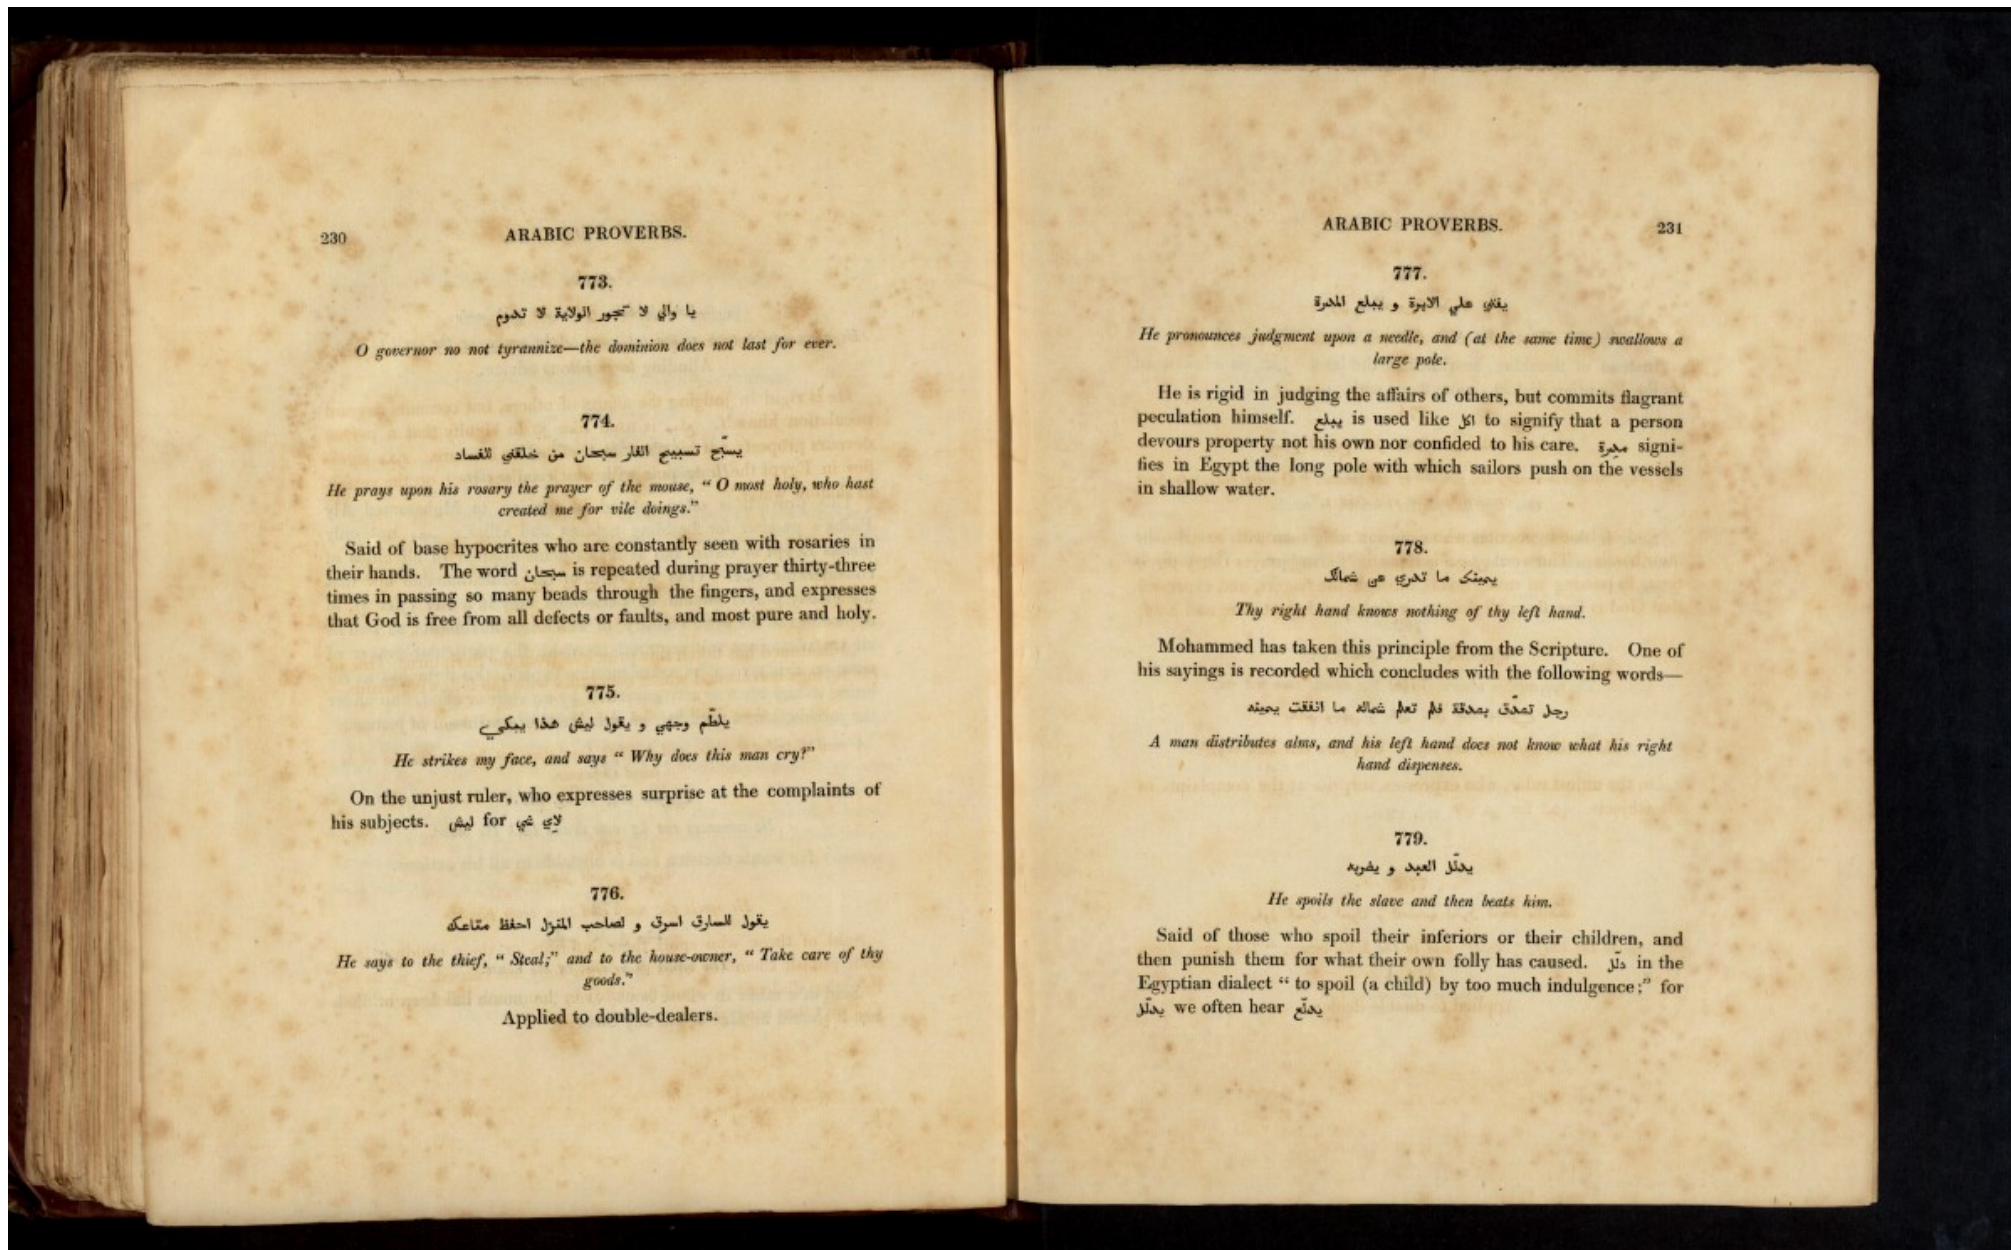 230 ARABIC PROVERBS.
773.
يا والي لا تجور الولاية لا تدوم
O governor no not tyrannize—the dominion does not last for ever.
774.
يسبّح تسبيح الفار سبحان من خلقني للفساد
He prays upon his rosary the prayer of the mouse, “ O most holy, who hast
created me for vile doings.”
Said of base hypocrites who are constantly seen with rosaries in
their hands. The word سبحان is repeated during prayer thirty-three
times in passing so many beads through the fingers, and expresses
that God is free from all defects or faults, and most pure and holy.
775.
يلطّم وجهي و يقول ليش هذا يبكي
He strikes my face, and says “ Why does this man cry?”
On the unjust ruler, who expresses surprise at the complaints of
his subjects. ليش for لاي شي
776.
يقول للسارق اسرق و لصاحب المنزل احفظ متاعك
He says to the thief, “ Steal;” and to the house-owner, “ Take care of thy
goods.”
Applied to double-dealers.
ARABIC PROVERBS. 231
777.
يفتي علي الابرة و يبلع المدرة
He pronounces judgment upon a needle, and (at the same time) swallows a
large pole.
He is rigid in judging the affairs of others, but commits flagrant
peculation himself. يبلع is used like اكل to signify that a person
devours property not his own nor confided to his care. مدرة signi-
fies in Egypt the long pole with which sailors push on the vessels
in shallow water.
778.
يمينك ما تدري عن شمالك
Thy right hand knows nothing of thy left hand.
Mohammed has taken this principle from the Scripture. One of
his sayings is recorded which concludes with the following words—
رجل تصدّق بصدقة فلم تعلم شماله ما انفقت يمينه
A man distributes alms, and his left hand does not know what his right
hand dispenses.
779.
يدلّل العبد و يضربه
He spoils the slave and then beats him.
Said of those who spoil their inferiors or their children, and
then punish them for what their own folly has caused. دلّل in the
Egyptian dialect “ to spoil (a child) by too much indulgence;” for
يدلّل we often hear يدلّع